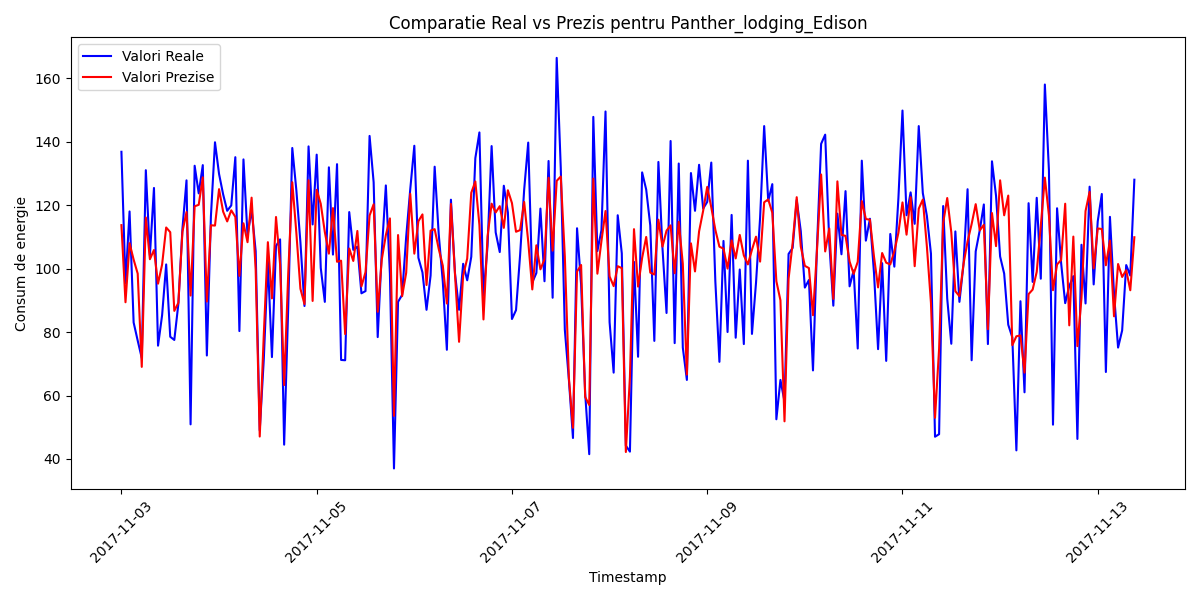 Comparatie Real vs Prezis pentru Panther_lodging_Edison
Valori Reale
Valori Prezise
Consum de energie
160
140
120
100
80
60
40
2017-11-03
2017-11-05
2017-11-07
2017-11-09
2017-11-11
2017-11-13
Timestamp